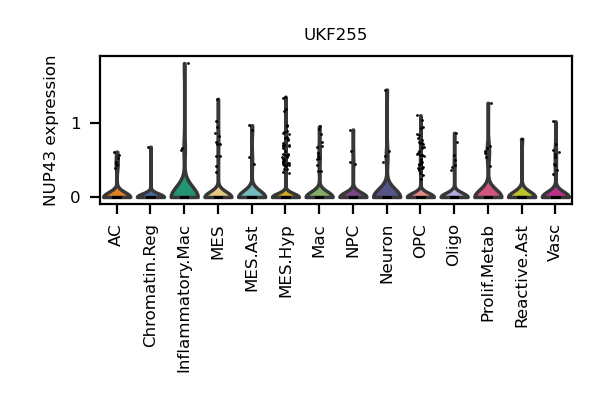 UKF255
NUP43 expression
1
0
AC
Chromatin.Reg
Inflammatory.Mac
MES
MES.Ast
MES.Hyp
Mac
NPC
Neuron
OPC
Oligo
Prolif.Metab
Reactive.Ast
Vasc